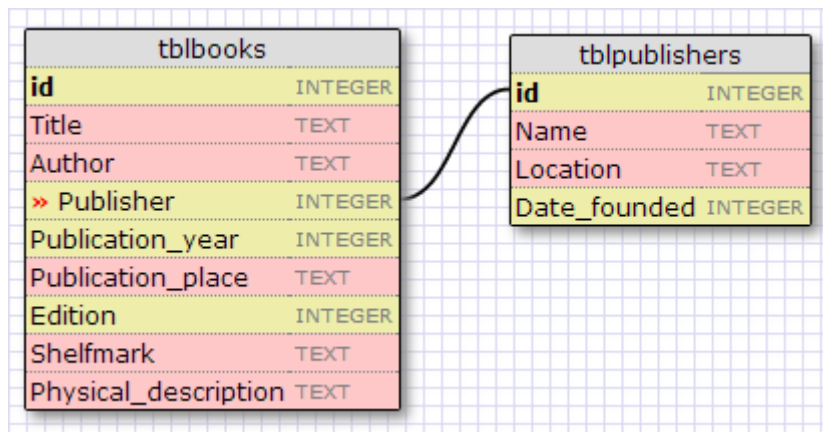 tblbooks
id INTEGER
Title TEXT
Author TEXT
» Publisher INTEGER
Publication_year INTEGER
Publication_place TEXT
Edition INTEGER
Shelfmark TEXT
Physical_description TEXT
tblpublishers
id INTEGER
Name TEXT
Location TEXT
Date_founded INTEGER